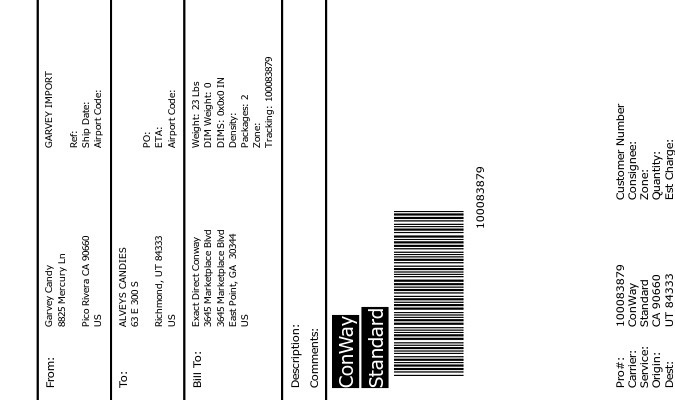 From: Garvey Candy GARVEY IMPORT
8825 Mercury Ln
Ref:
Pico Rivera CA 90660 Ship Date:
US Airport Code:
To: ALVEYS CANDIES
63 E 300 S
PO:
Richmond, UT 84333 ETA:
US Airport Code:
Bill To: Exact Direct Conway Weight: 23 Lbs
3645 Marketplace Blvd DIM Weight: 0
3645 Marketplace Blvd DIMS: 0x0x0 IN
East Point, GA 30344 Density:
US Packages: 2
Zone:
Tracking: 100083879
Description:
Comments:
ConWay
Standard
100083879
Pro#: 100083879 Customer Number
Carrier: ConWay Consignee:
Service: Standard Zone:
Origin: CA 90660 Quantity:
Dest: UT 84333 Est Charge: